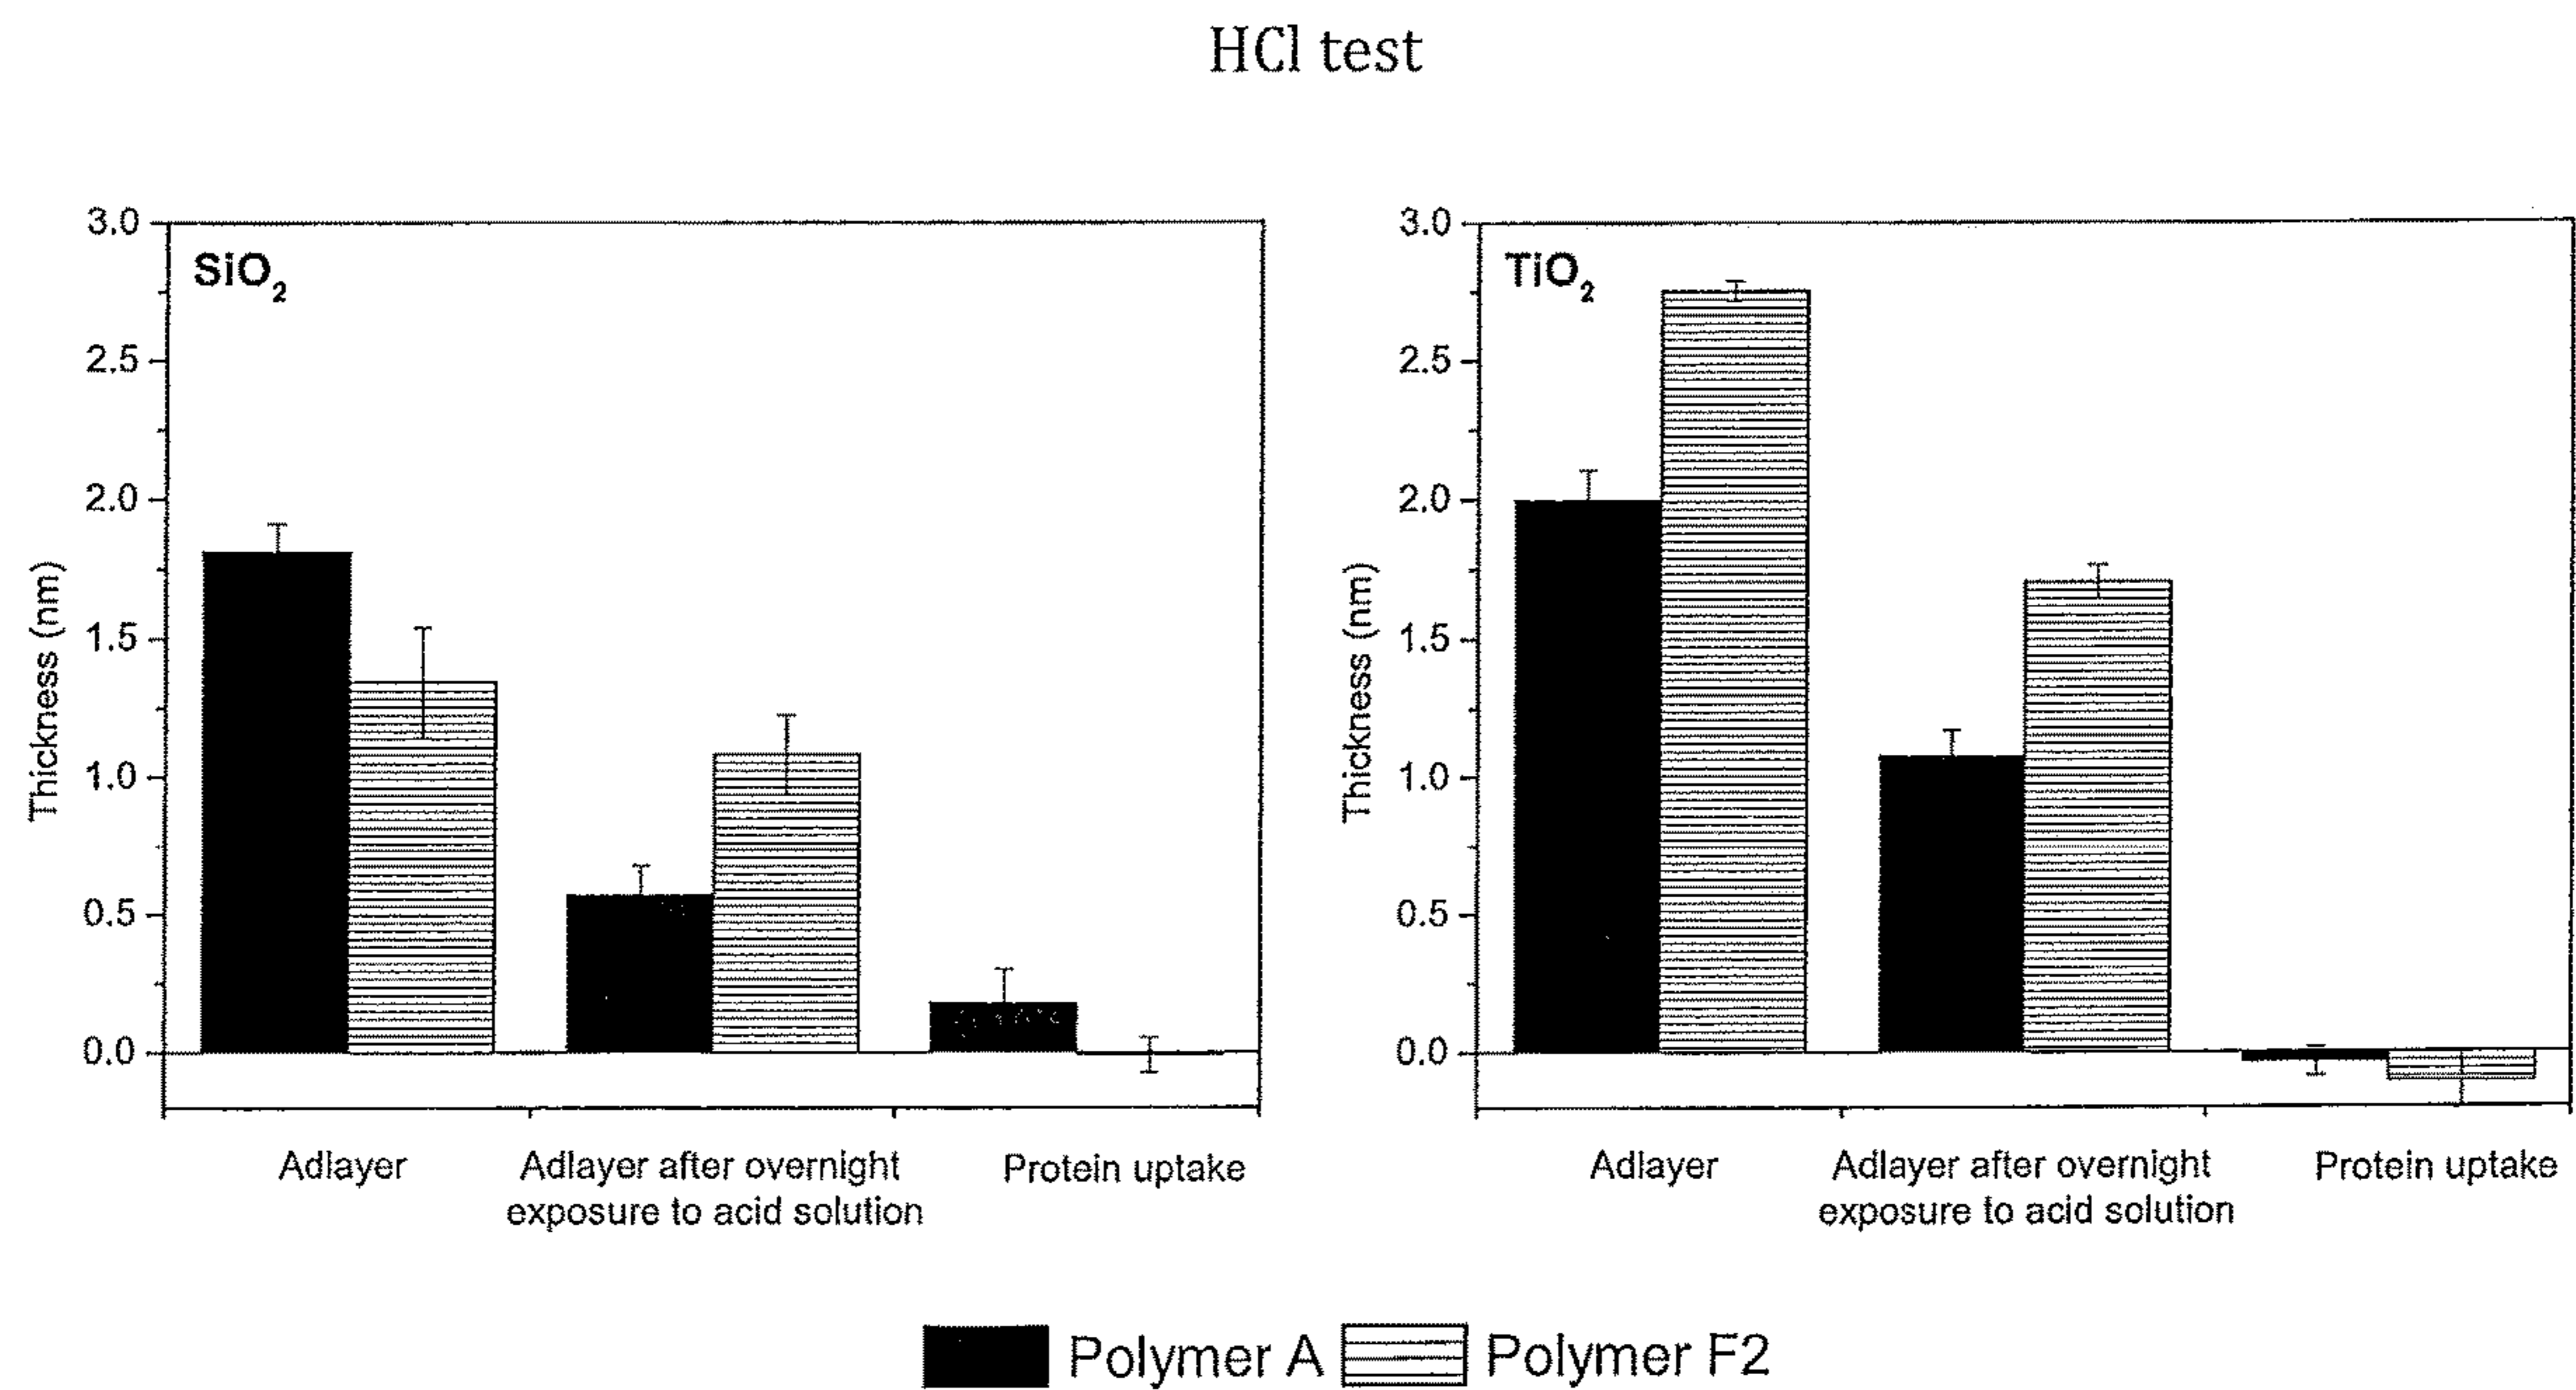 HCl test
SiO₂
3.0
2.5
2.0
1.5
1.0
0.5
0.0
Thickness (nm)
Adlayer
Adlayer after overnight
exposure to acid solution
Protein uptake
TiO₂
3.0
2.5
2.0
1.5
1.0
0.5
0.0
Thickness (nm)
Adlayer
Adlayer after overnight
exposure to acid solution
Protein uptake
Polymer A
Polymer F2